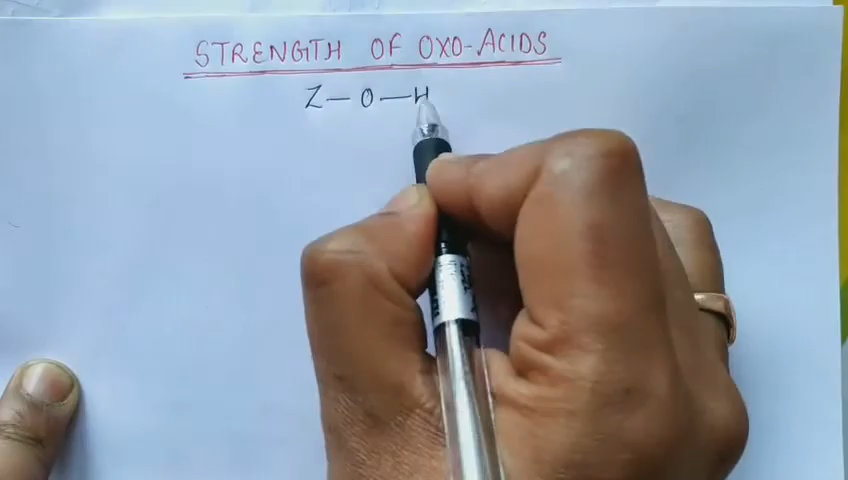 STRENGTH OF OXO-ACIDS
Z — O — H